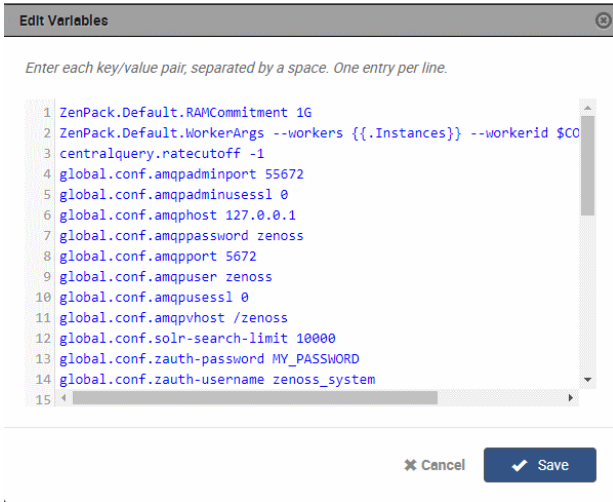 Edit Variables
Enter each key/value pair, separated by a space. One entry per line.
1 ZenPack.Default.RAMCommitment 1G
2 ZenPack.Default.WorkerArgs --workers {{.Instances}} --workerid $CO
3 centralquery.ratecutoff -1
4 global.conf.amqpadminport 55672
5 global.conf.amqpadminusessl 0
6 global.conf.amqphost 127.0.0.1
7 global.conf.amqppassword zenoss
8 global.conf.amqpport 5672
9 global.conf.amqpuser zenoss
10 global.conf.amqpusessl 0
11 global.conf.amqpvhost /zenoss
12 global.conf.solr-search-limit 10000
13 global.conf.zauth-password MY_PASSWORD
14 global.conf.zauth-username zenoss_system
15
Cancel
Save